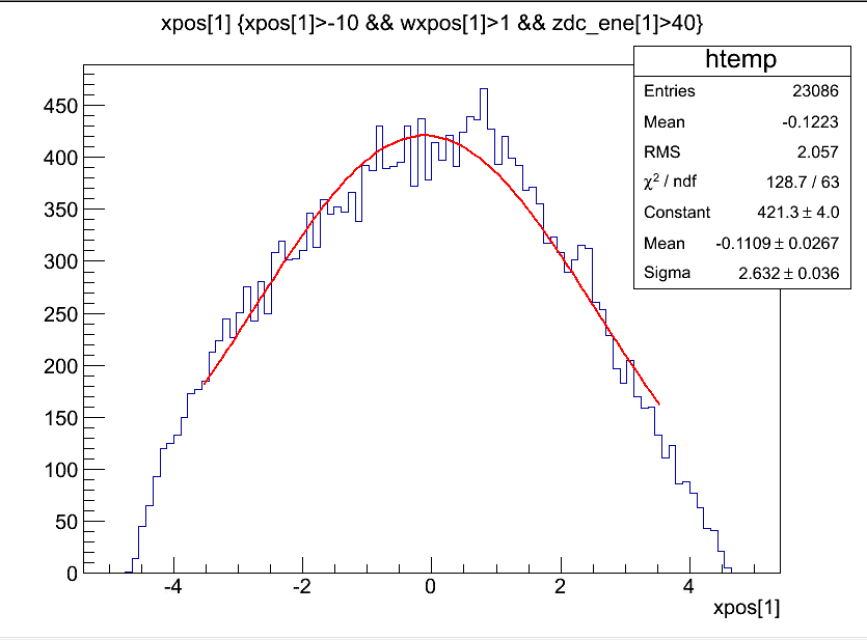 xpos[1] {xpos[1]>-10 && wxpos[1]>1 && zdc_ene[1]>40}
htemp
Entries 23086
Mean -0.1223
RMS 2.057
χ² / ndf 128.7 / 63
Constant 421.3 ± 4.0
Mean -0.1109 ± 0.0267
Sigma 2.632 ± 0.036
450
400
350
300
250
200
150
100
50
0
-4 -2 0 2 4
xpos[1]